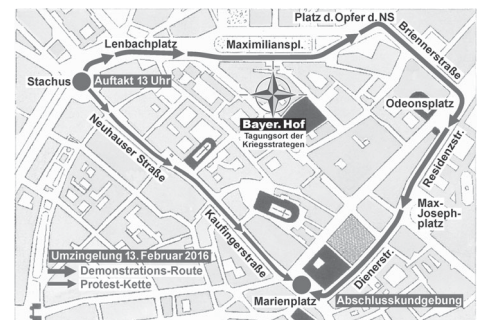 Platz d. Opfer d. NS
Lenbachplatz
Maximilianspl.
Briennerstraße
Stachus
Auftakt 13 Uhr
Odeonsplatz
Bayer. Hof
Tagungsort der
Kriegsstrategen
Neuhauser Straße
Residenzstr.
Max-
Joseph-
platz
Kaufingerstraße
Dienerstr.
Umzingelung 13. Februar 2016
Demonstrations-Route
Protest-Kette
Marienplatz
Abschlusskundgebung